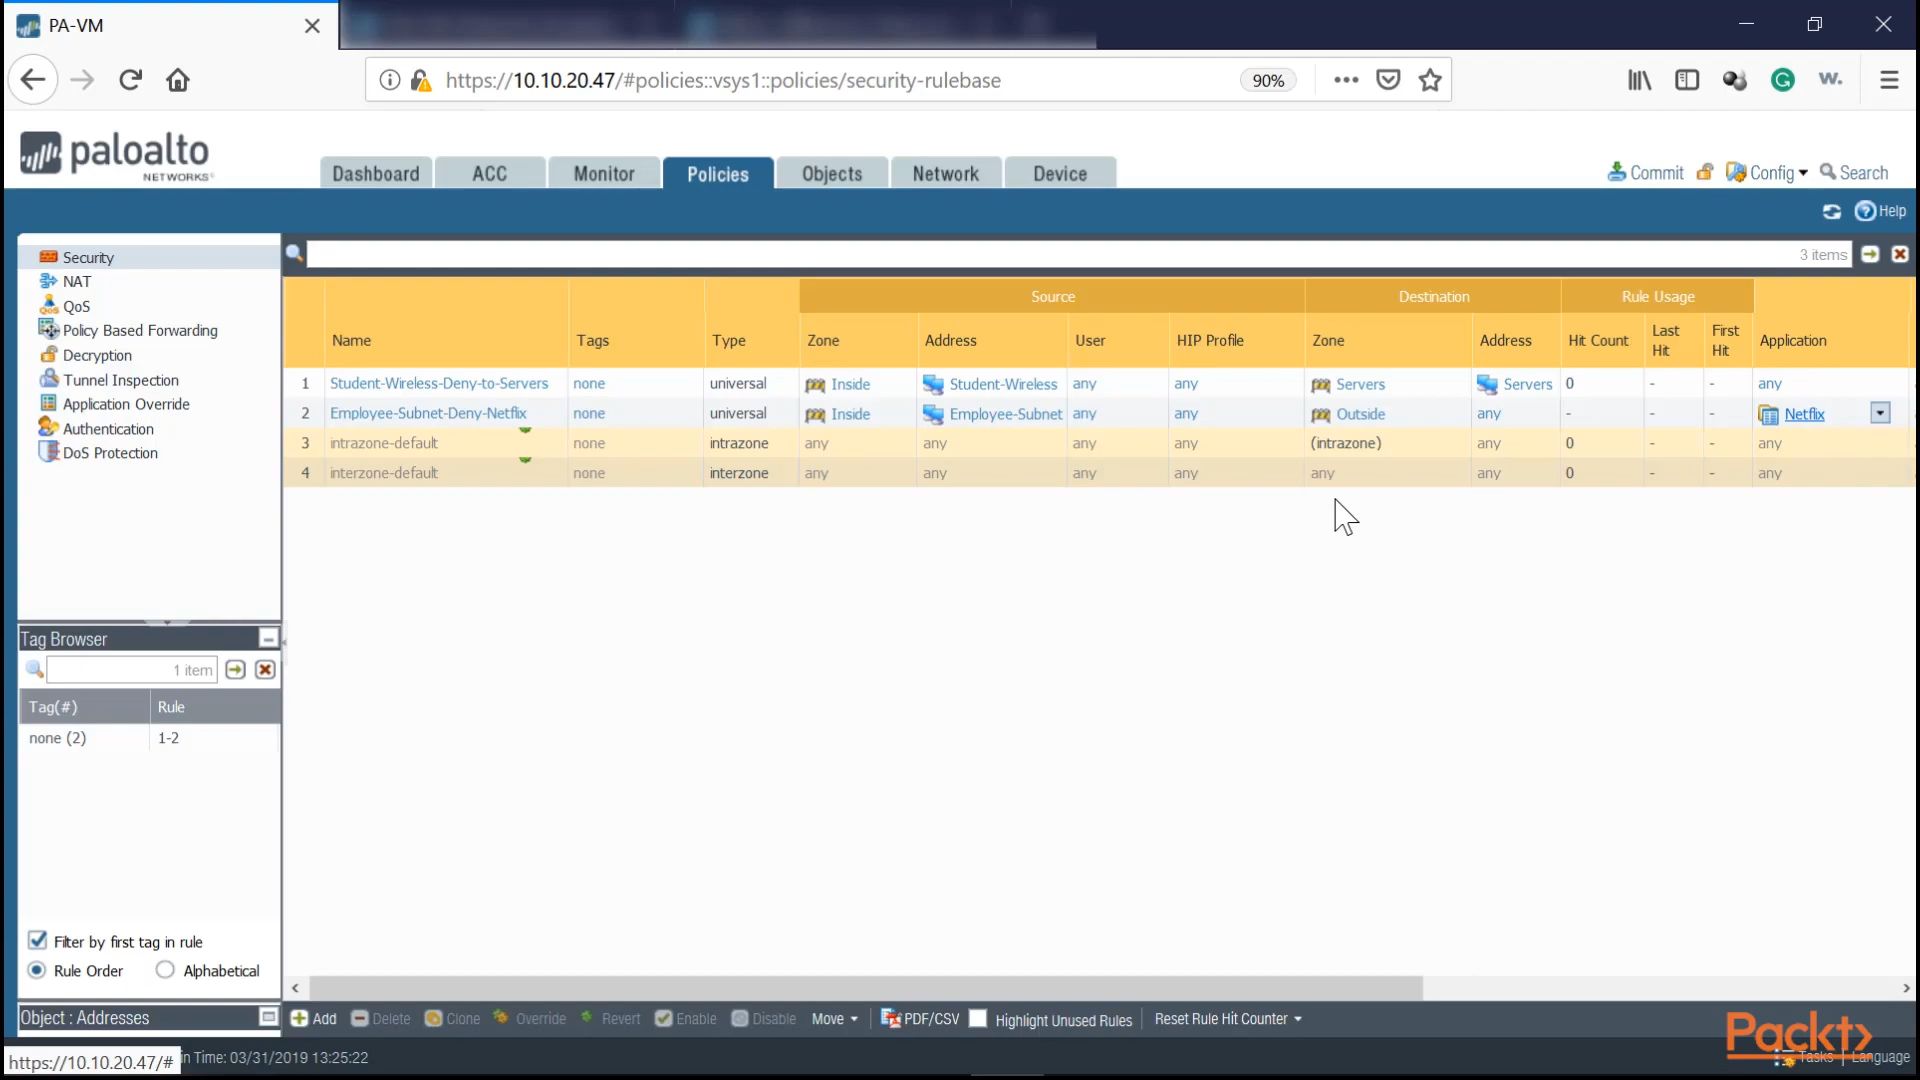 PA-VM
https://10.10.20.47/#policies::vsys1::policies/security-rulebase
90%
W.
paloalto
NETWORKS
Dashboard ACC Monitor Policies Objects Network Device
Commit Config Search
Help
Security
NAT
QoS
Policy Based Forwarding
Decryption
Tunnel Inspection
Application Override
Authentication
DoS Protection
3 items
Source Destination Rule Usage
Name Tags Type Zone Address User HIP Profile Zone Address Hit Count Last Hit First Hit Application
1 Student-Wireless-Deny-to-Servers none universal Inside Student-Wireless any any Servers Servers 0 - - any
2 Employee-Subnet-Deny-Netflix none universal Inside Employee-Subnet any any Outside any - - - Netflix
3 intrazone-default none intrazone any any any any (intrazone) any 0 - - any
4 interzone-default none interzone any any any any any any 0 - - any
Tag Browser
1 item
Tag(#) Rule
none (2) 1-2
Filter by first tag in rule
Rule Order Alphabetical
Object : Addresses
Add Delete Clone Override Revert Enable Disable Move PDF/CSV Highlight Unused Rules Reset Rule Hit Counter
Packt
https://10.10.20.47/# in Time: 03/31/2019 13:25:22
Tasks Language